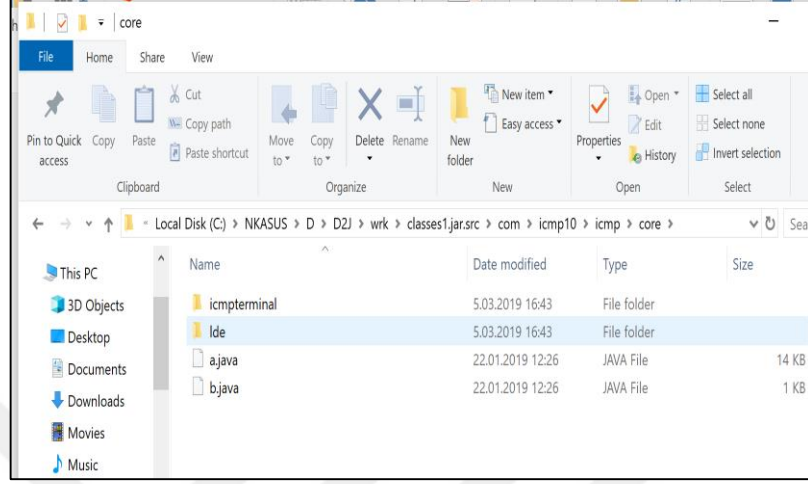 core
File Home Share View
Pin to Quick access
Copy
Paste
Cut
Copy path
Paste shortcut
Move to
Copy to
Delete
Rename
New folder
New item
Easy access
Properties
Open
Edit
History
Select all
Select none
Invert selection
Clipboard Organize New Open Select
Local Disk (C:) > NKASUS > D > D2J > wrk > classes1.jar.src > com > icmp10 > icmp > core > Sea
This PC
3D Objects
Desktop
Documents
Downloads
Movies
Music
Name Date modified Type Size
icmpterminal 5.03.2019 16:43 File folder
lde 5.03.2019 16:43 File folder
a.java 22.01.2019 12:26 JAVA File 14 KB
b.java 22.01.2019 12:26 JAVA File 1 KB